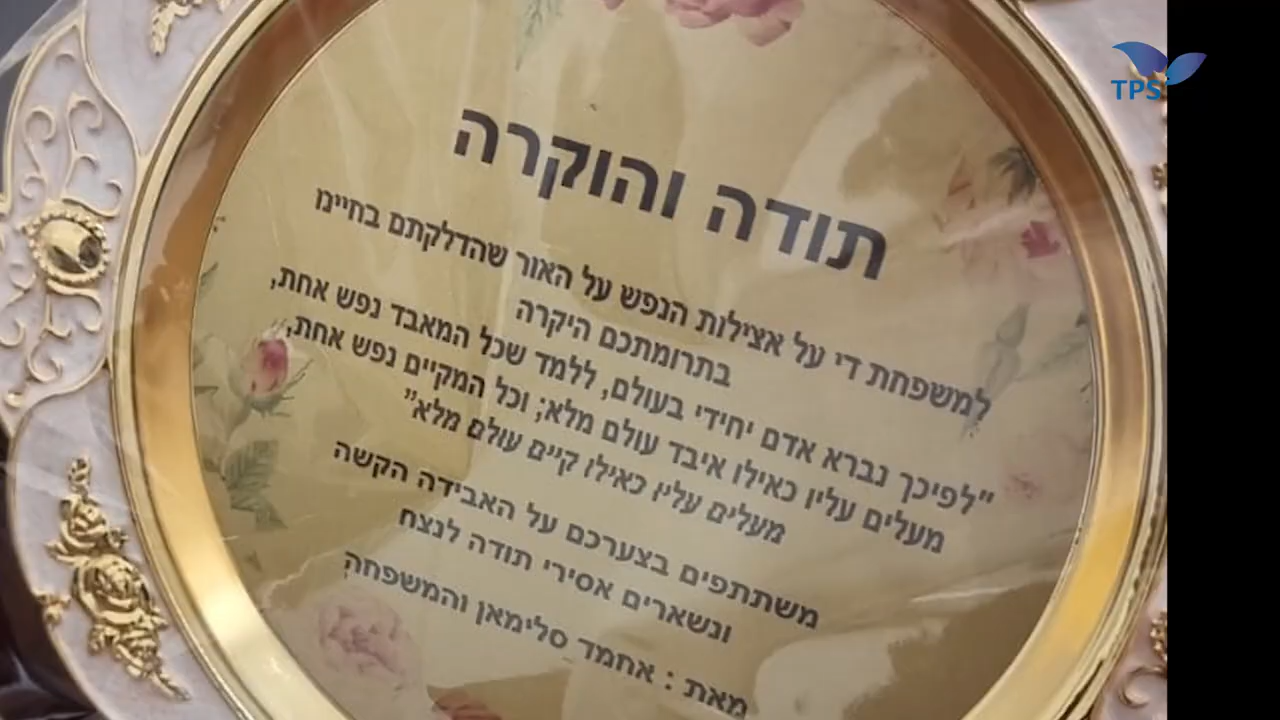 TPS
תודה והוקרה
למשפחת די על אצילות הנפש על האור שהדלקתם בחיינו
בתרומתכם היקרה
"לפיכך נברא אדם יחידי בעולם, ללמד שכל המאבד נפש אחת,
מעלים עליו כאילו איבד עולם מלא; וכל המקיים נפש אחת,
מעלים עליו כאילו קיים עולם מלא"
משתתפים בצערכם על האבידה הקשה
ונשארים אסירי תודה לנצח
מאת : אחמד סלימאן והמשפחה